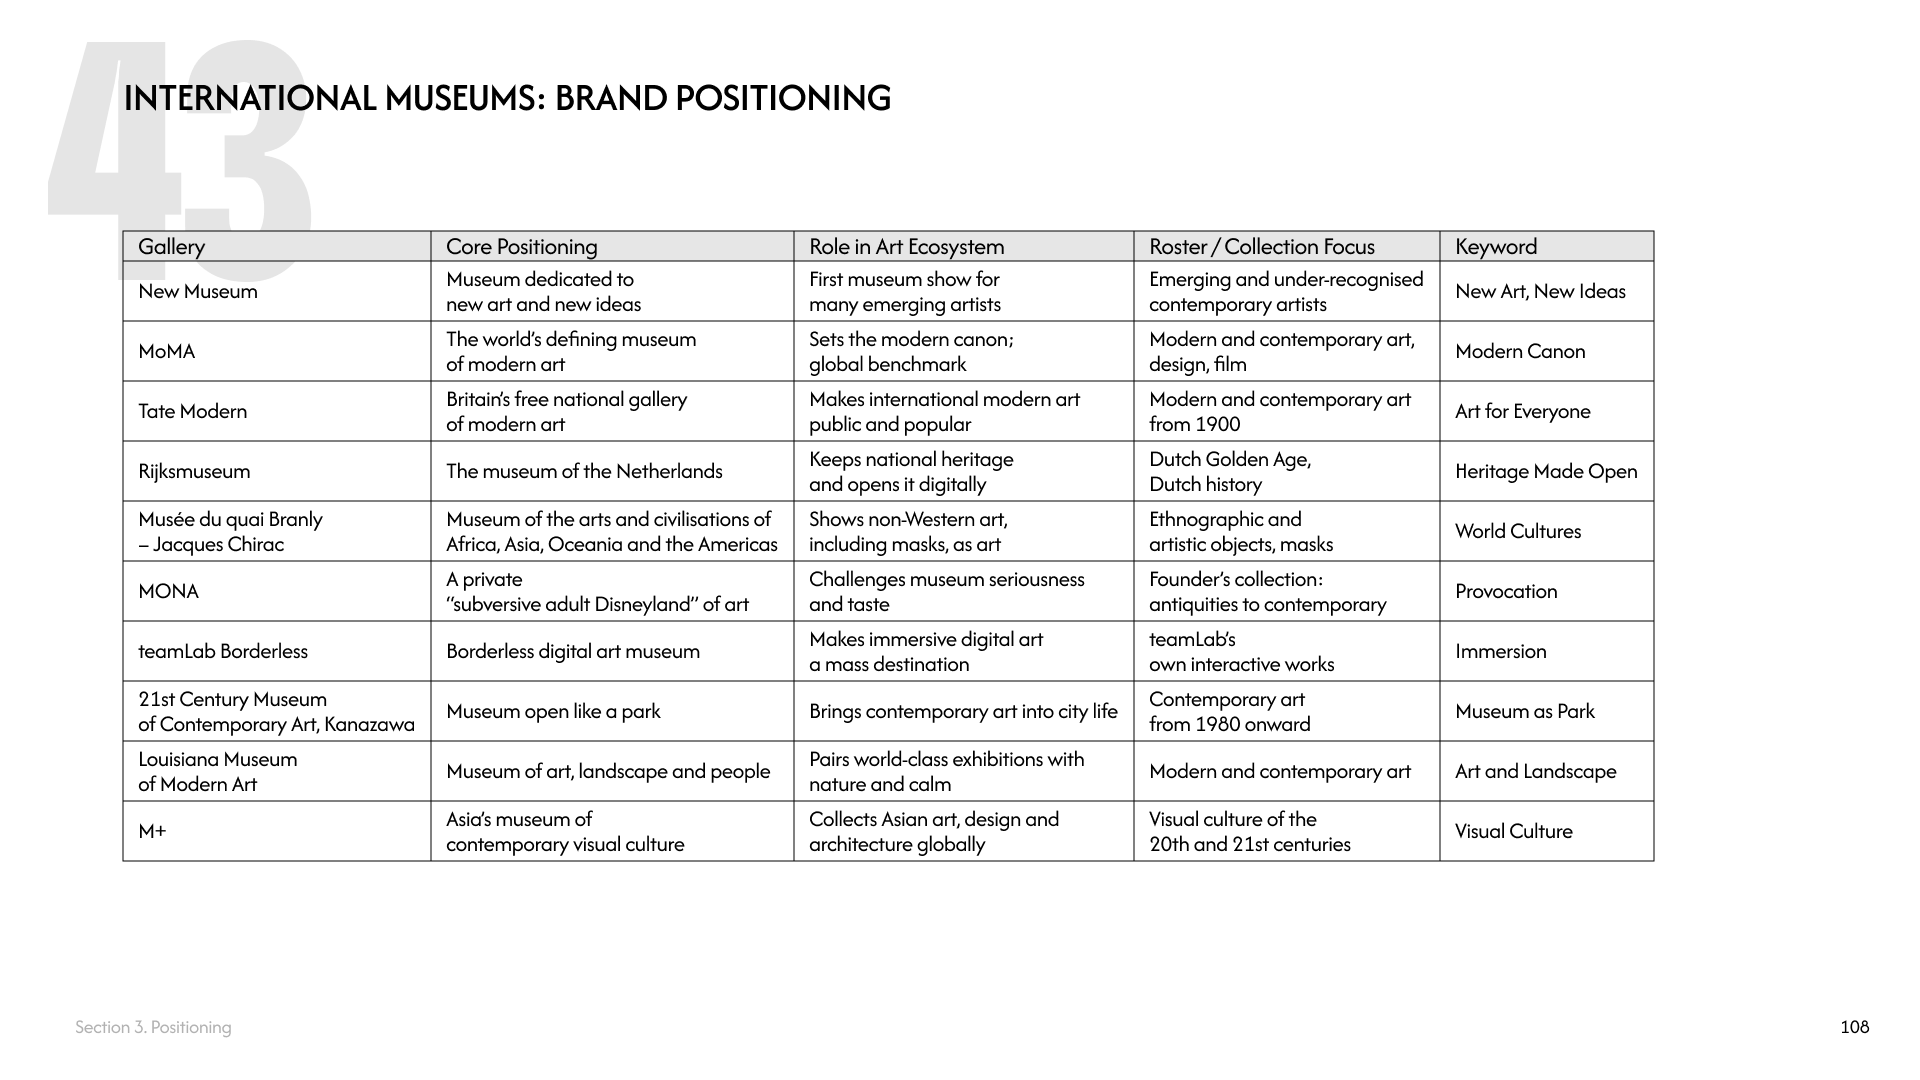 43
INTERNATIONAL MUSEUMS: BRAND POSITIONING
Gallery
Core Positioning
Role in Art Ecosystem
Roster / Collection Focus
Keyword
New Museum
Museum dedicated to
new art and new ideas
First museum show for
many emerging artists
Emerging and under-recognised
contemporary artists
New Art, New Ideas
MoMA
The world’s defining museum
of modern art
Sets the modern canon;
global benchmark
Modern and contemporary art,
design, film
Modern Canon
Tate Modern
Britain’s free national gallery
of modern art
Makes international modern art
public and popular
Modern and contemporary art
from 1900
Art for Everyone
Rijksmuseum
The museum of the Netherlands
Keeps national heritage
and opens it digitally
Dutch Golden Age,
Dutch history
Heritage Made Open
Musée du quai Branly
– Jacques Chirac
Museum of the arts and civilisations of
Africa, Asia, Oceania and the Americas
Shows non-Western art,
including masks, as art
Ethnographic and
artistic objects, masks
World Cultures
MONA
A private
“subversive adult Disneyland” of art
Challenges museum seriousness
and taste
Founder’s collection:
antiquities to contemporary
Provocation
teamLab Borderless
Borderless digital art museum
Makes immersive digital art
a mass destination
teamLab’s
own interactive works
Immersion
21st Century Museum
of Contemporary Art, Kanazawa
Museum open like a park
Brings contemporary art into city life
Contemporary art
from 1980 onward
Museum as Park
Louisiana Museum
of Modern Art
Museum of art, landscape and people
Pairs world-class exhibitions with
nature and calm
Modern and contemporary art
Art and Landscape
M+
Asia’s museum of
contemporary visual culture
Collects Asian art, design and
architecture globally
Visual culture of the
20th and 21st centuries
Visual Culture
Section 3. Positioning
108